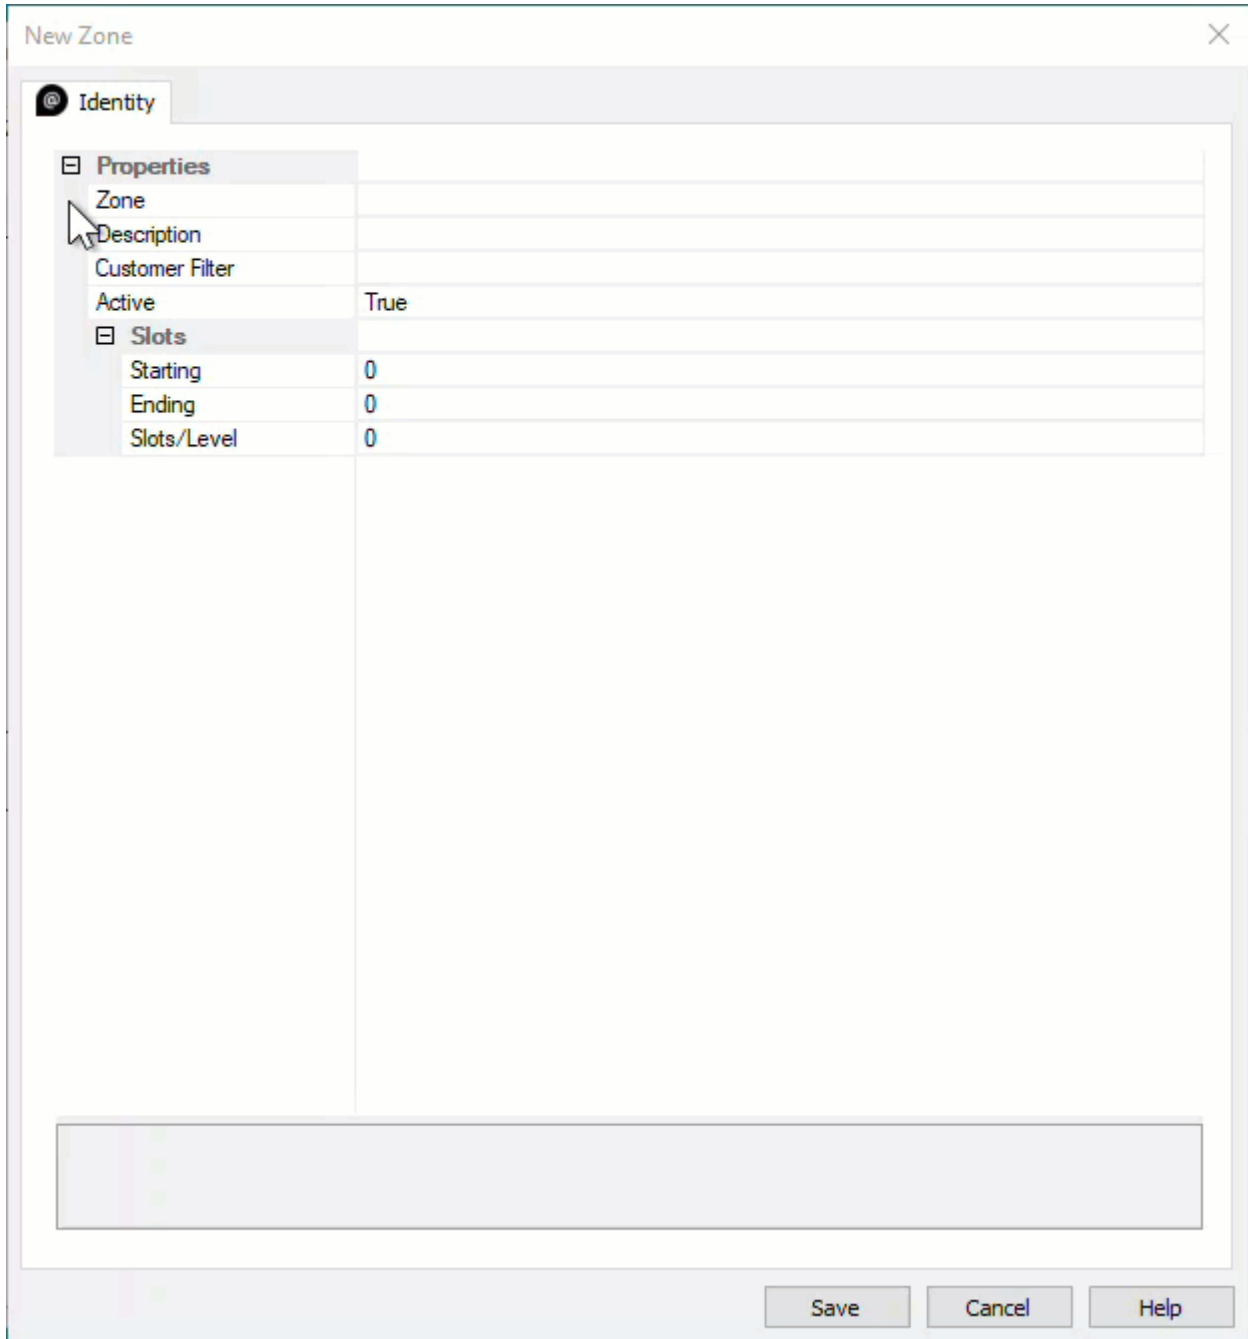 New Zone
@ Identity
Properties
Zone
Description
Customer Filter
Active True
Slots
Starting 0
Ending 0
Slots/Level 0
Save Cancel Help